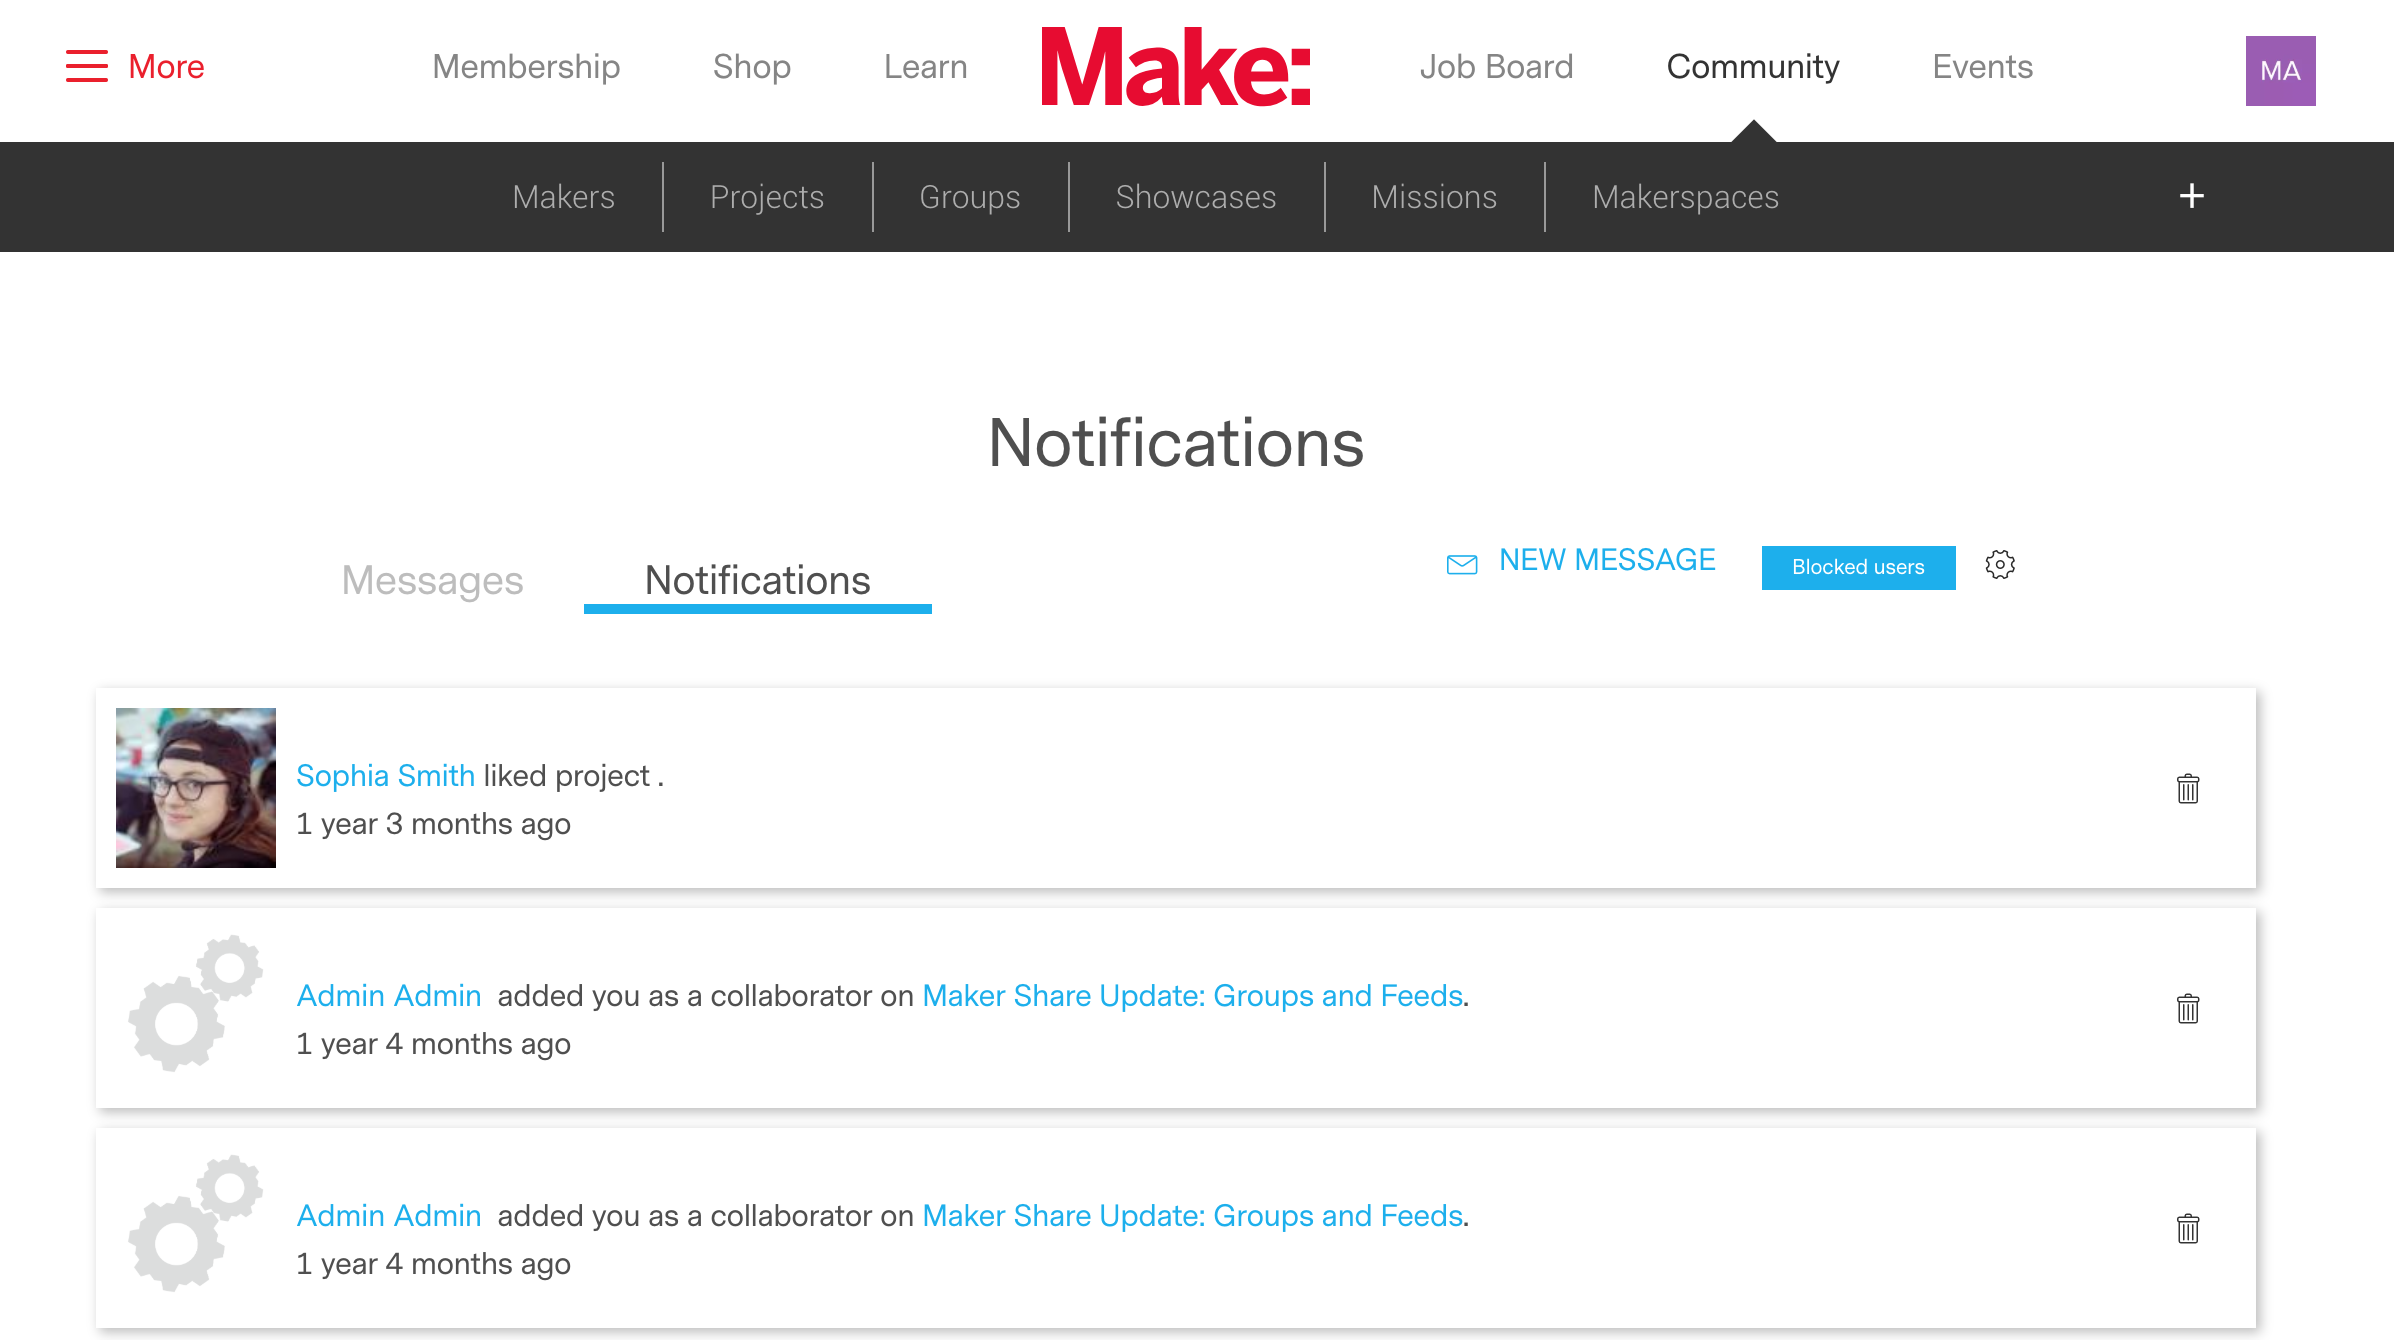 More
Membership
Shop
Learn
Make:
Job Board
Community
Events
MA
Makers
Projects
Groups
Showcases
Missions
Makerspaces
+
Notifications
Messages
Notifications
NEW MESSAGE
Blocked users
Sophia Smith liked project .
1 year 3 months ago
Admin Admin added you as a collaborator on Maker Share Update: Groups and Feeds.
1 year 4 months ago
Admin Admin added you as a collaborator on Maker Share Update: Groups and Feeds.
1 year 4 months ago